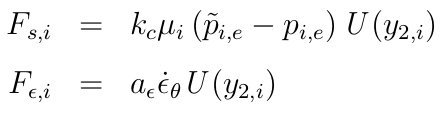 F_{s,i} = k_c μ_i (p̃_{i,e} − p_{i,e}) U(y_{2,i})
F_{ϵ,i} = a_ϵ ϵ̇_θ U(y_{2,i})